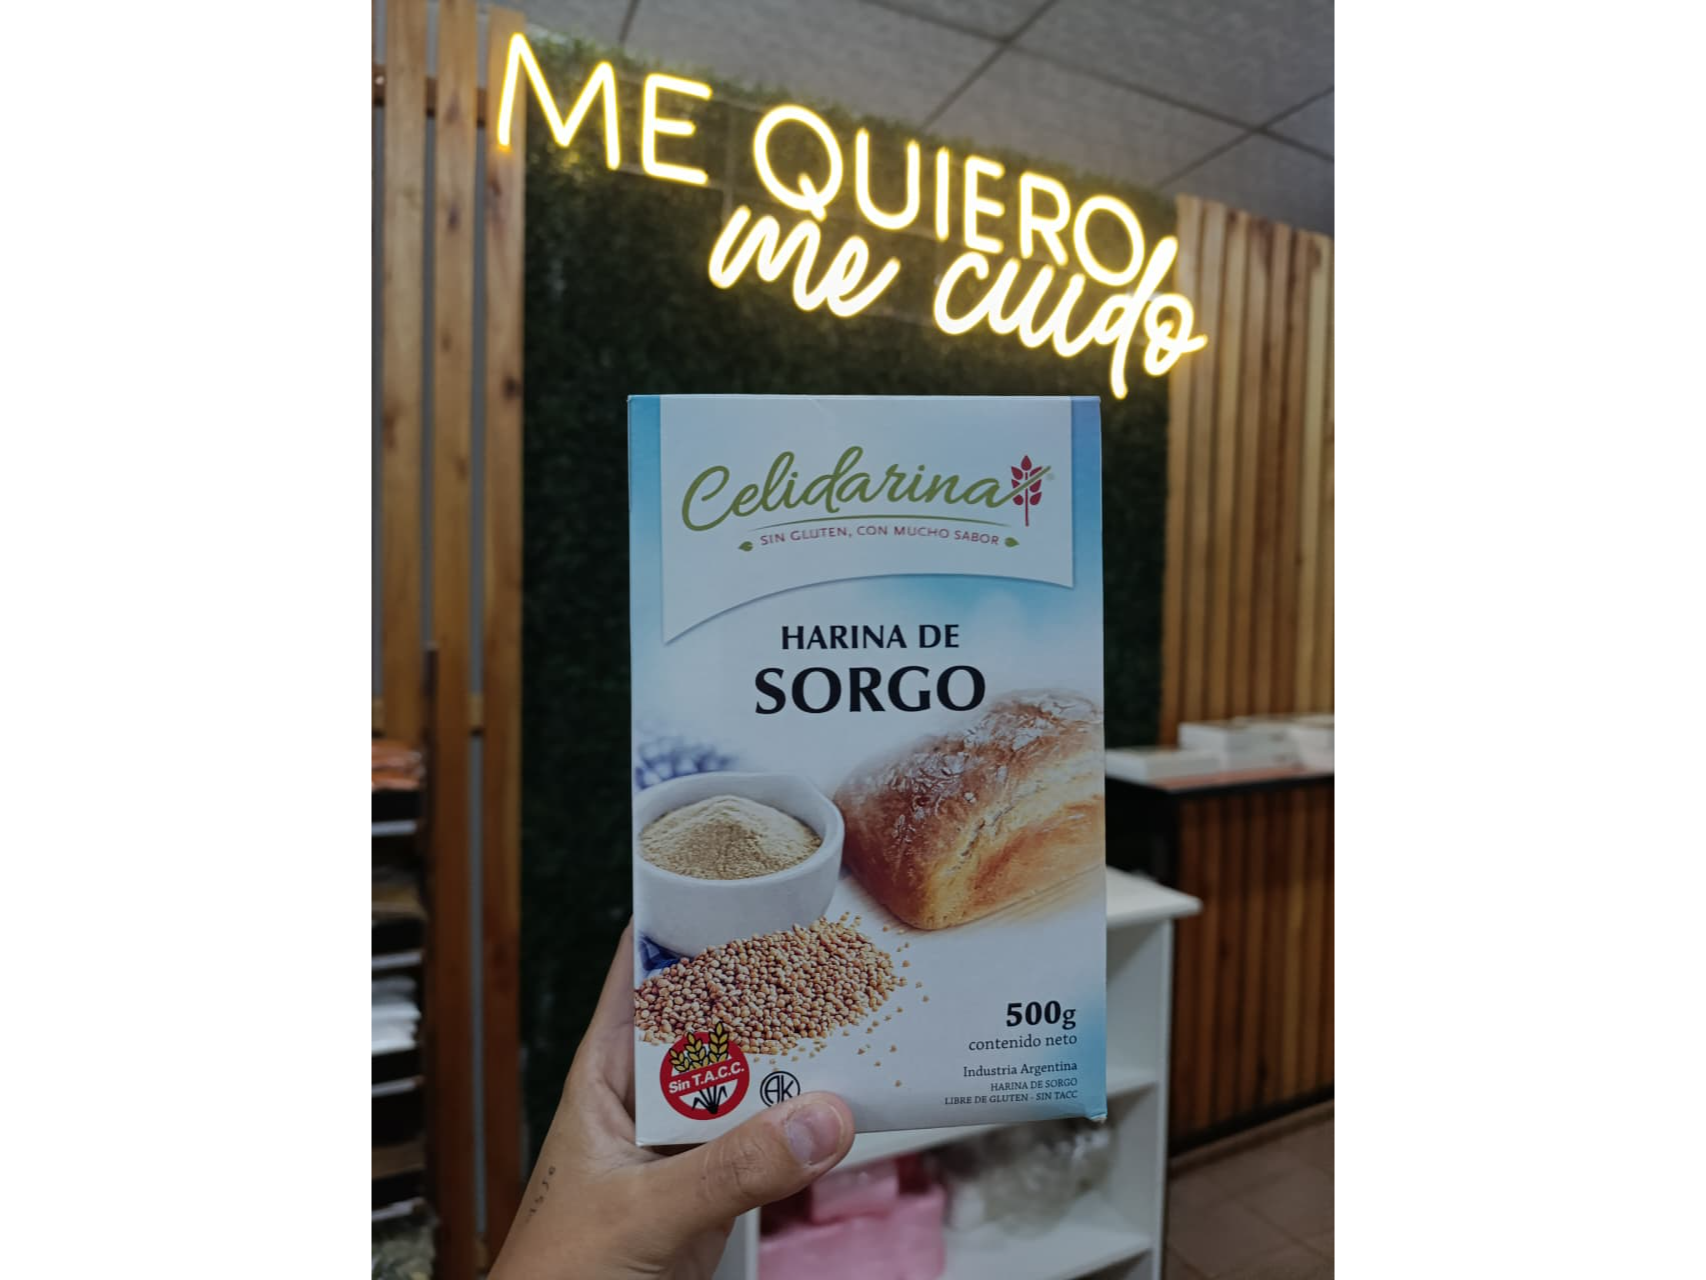 ME QUIERO
me cuido
Celidarina
SIN GLUTEN, CON MUCHO SABOR
HARINA DE
SORGO
500g
contenido neto
Industria Argentina
HARINA DE SORGO
LIBRE DE GLUTEN - SIN TACC
Sin T.A.C.C.
AK